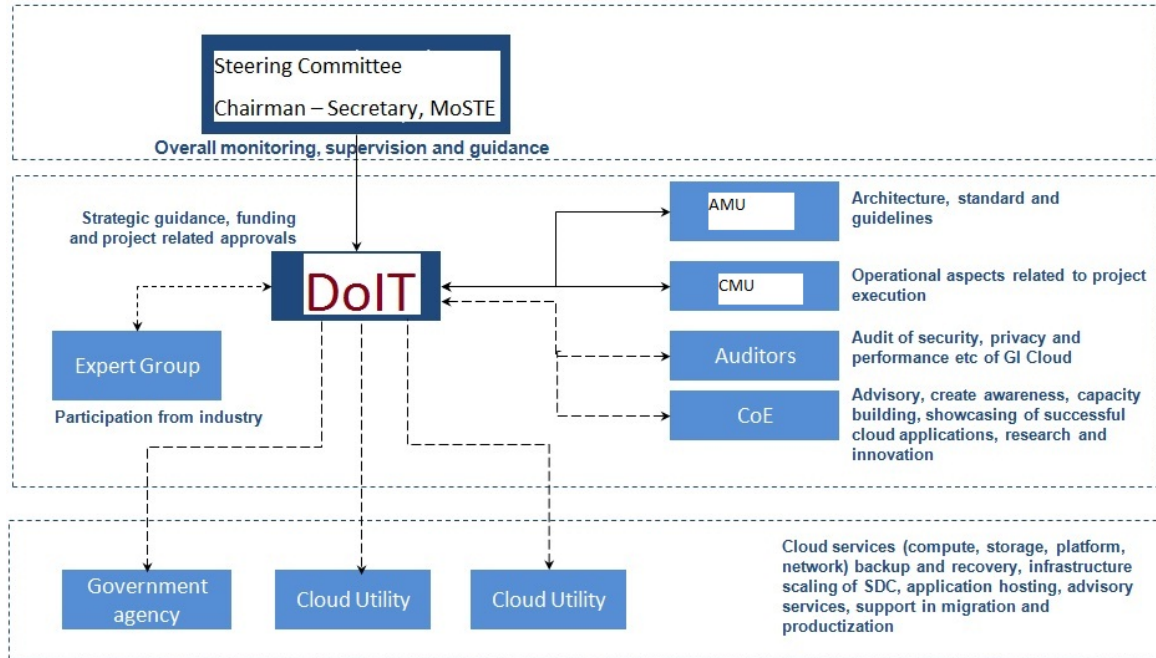 Steering Committee
Chairman – Secretary, MoSTE
Overall monitoring, supervision and guidance
Strategic guidance, funding
and project related approvals
DoIT
AMU
Architecture, standard and
guidelines
CMU
Operational aspects related to project
execution
Expert Group
Participation from industry
Auditors
Audit of security, privacy and
performance etc of GI Cloud
CoE
Advisory, create awareness, capacity
building, showcasing of successful
cloud applications, research and
innovation
Government
agency
Cloud Utility
Cloud Utility
Cloud services (compute, storage, platform,
network) backup and recovery, infrastructure
scaling of SDC, application hosting, advisory
services, support in migration and
productization